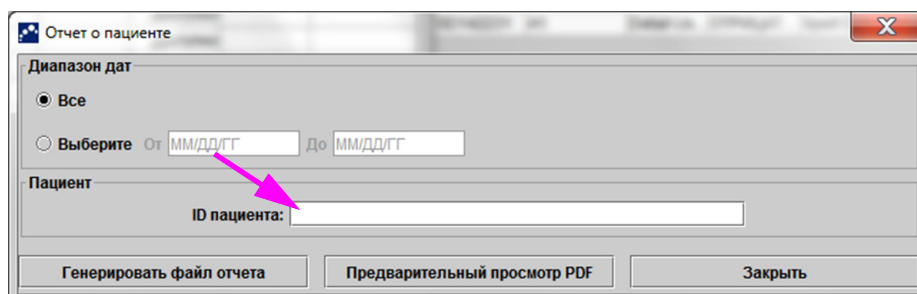 Отчет о пациенте
Диапазон дат
Все
Выберите От ММ/ДД/ГГ До ММ/ДД/ГГ
Пациент
ID пациента:
Генерировать файл отчета Предварительный просмотр PDF Закрыть